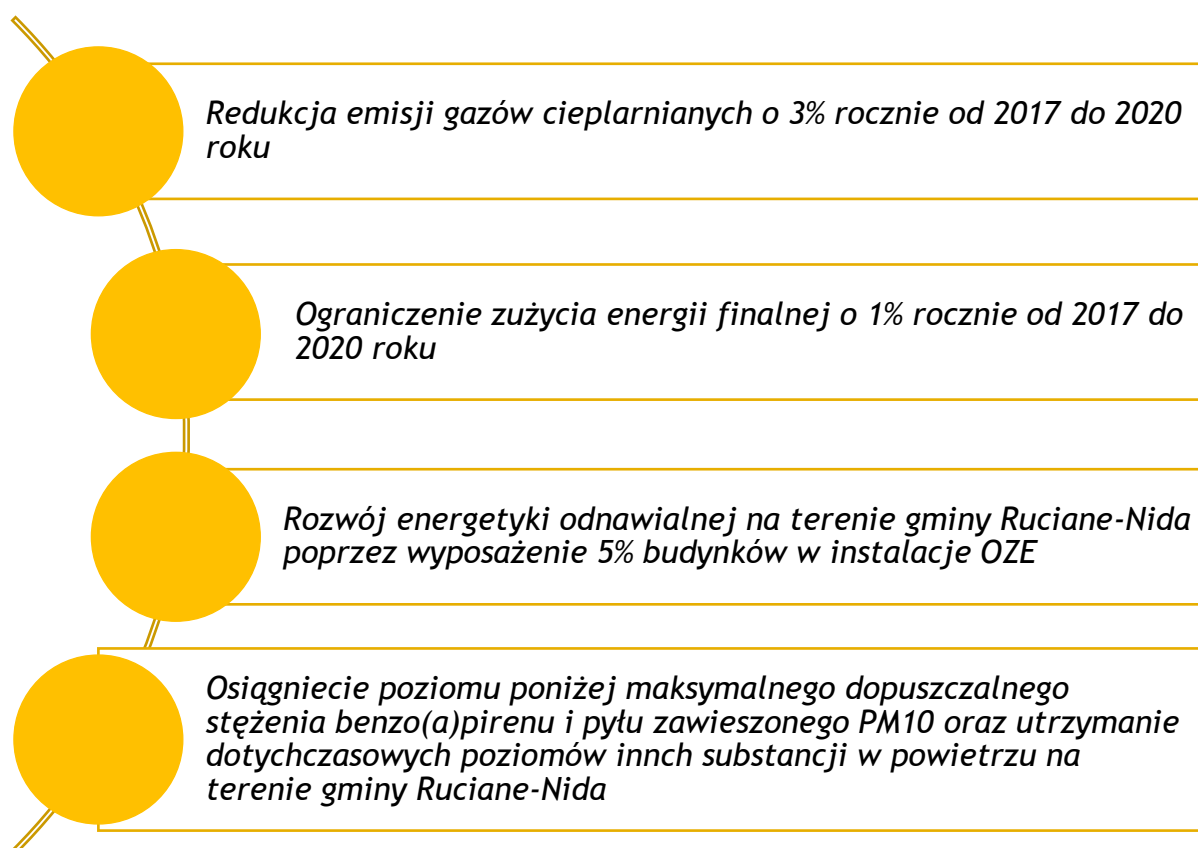 Redukcja emisji gazów cieplarnianych o 3% rocznie od 2017 do 2020
roku
Ograniczenie zużycia energii finalnej o 1% rocznie od 2017 do
2020 roku
Rozwój energetyki odnawialnej na terenie gminy Ruciane-Nida
poprzez wyposażenie 5% budynków w instalacje OZE
Osiągniecie poziomu poniżej maksymalnego dopuszczalnego
stężenia benzo(a)pirenu i pyłu zawieszonego PM10 oraz utrzymanie
dotychczasowych poziomów innch substancji w powietrzu na
terenie gminy Ruciane-Nida